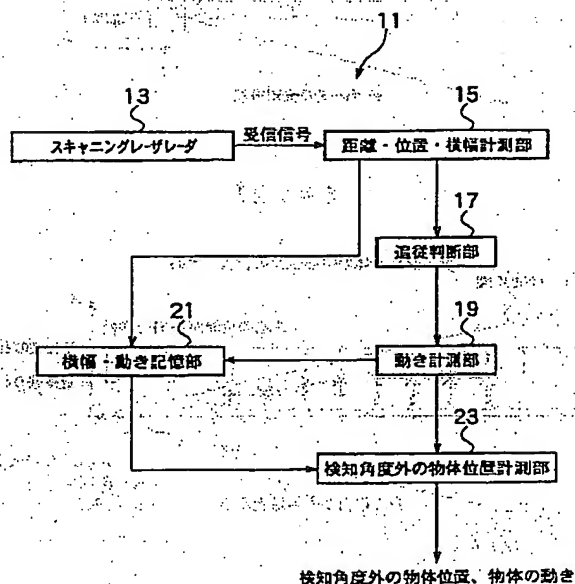 11
13
スキャニングレーザレーダ
受信信号
15
距離・位置・横幅計測部
17
追従判断部
21
横幅・動き記憶部
19
動き計測部
23
検知角度外の物体位置計測部
検知角度外の物体位置、物体の動き